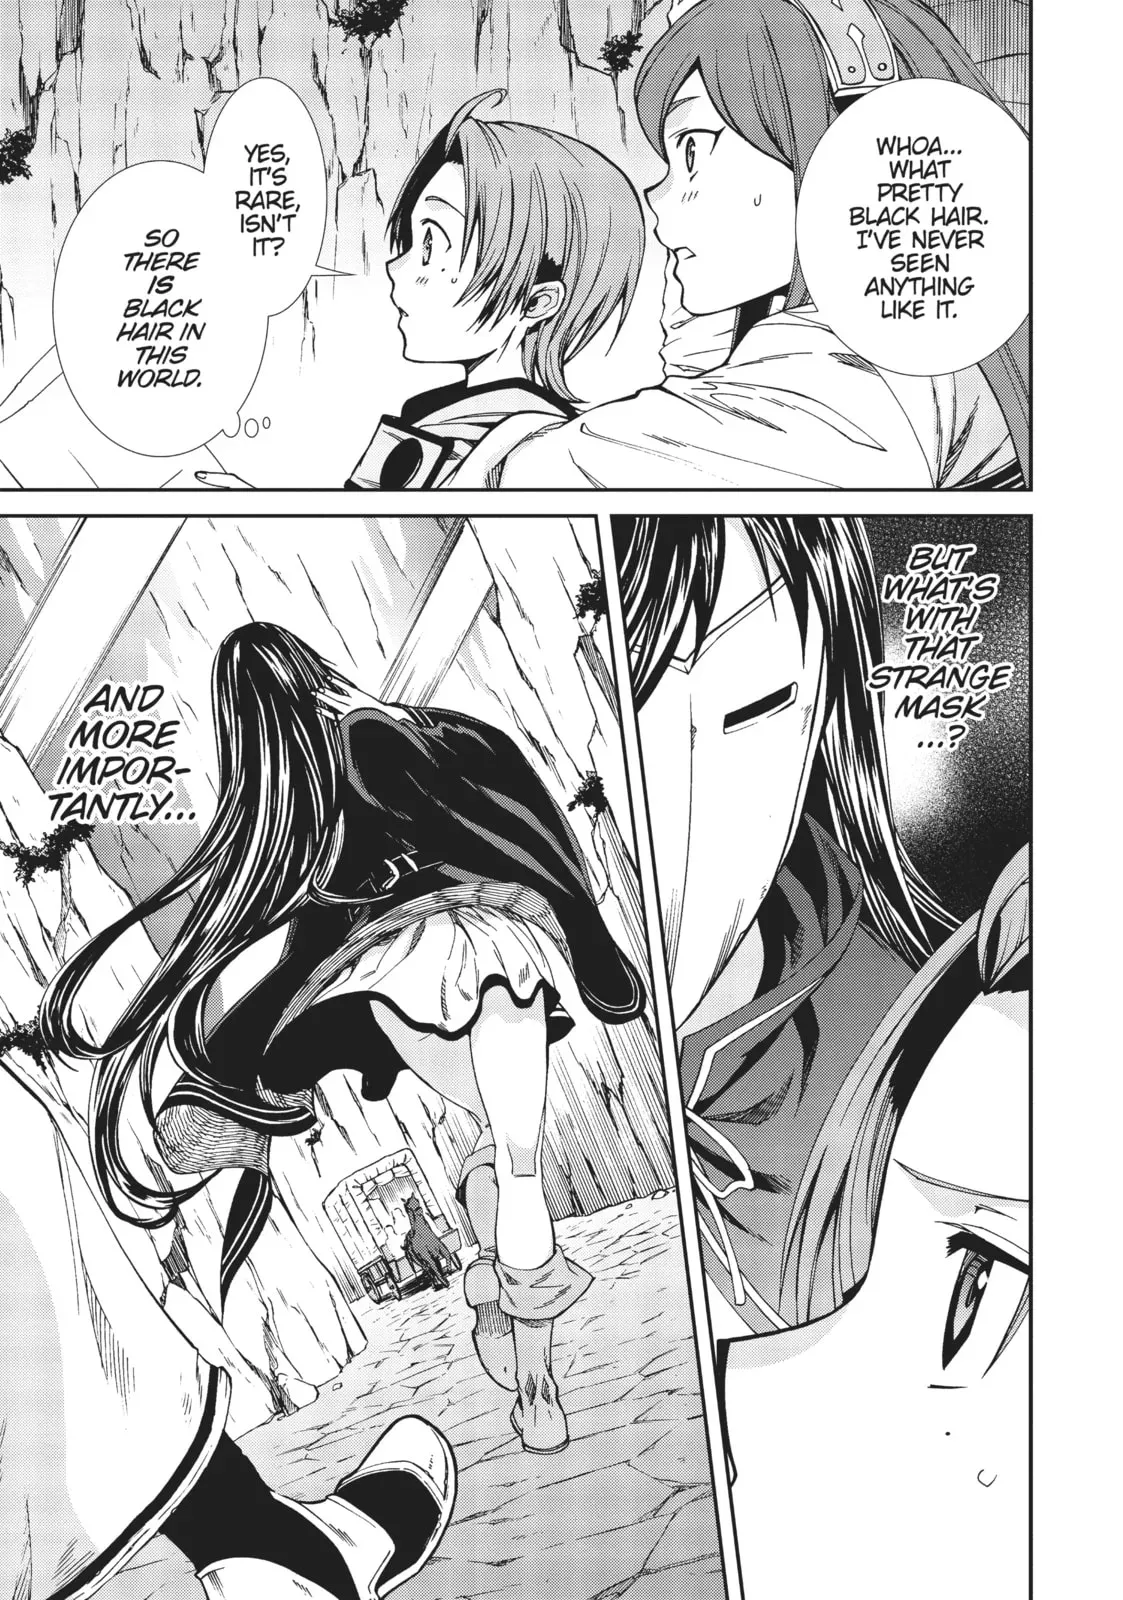 WHOA...
WHAT
PRETTY
BLACK HAIR.
I'VE NEVER
SEEN
ANYTHING
LIKE IT.
YES,
IT'S
RARE,
ISN'T
IT?
SO
THERE
IS
BLACK
HAIR IN
THIS
WORLD.
BUT
WHAT'S
WITH
THAT
STRANGE
MASK
...?
AND
MORE
IMPOR-
TANTLY...